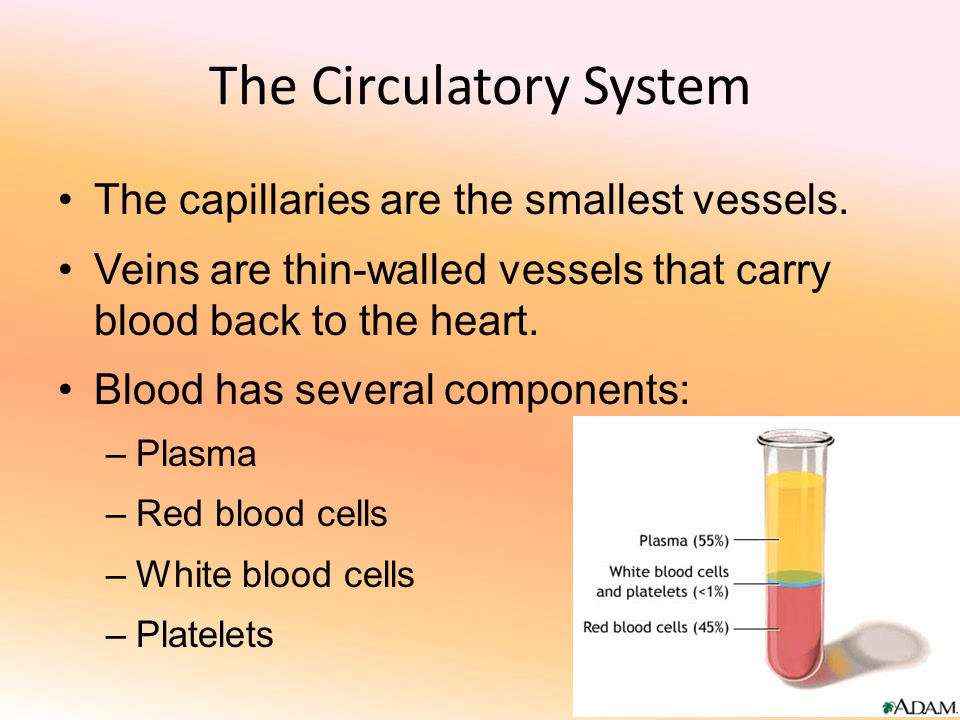 The Circulatory System
• The capillaries are the smallest vessels.
• Veins are thin-walled vessels that carry
blood back to the heart.
• Blood has several components:
– Plasma
– Red blood cells
– White blood cells
– Platelets
Plasma (55%)
White blood cells
and platelets (<1%)
Red blood cells (45%)
ADAM.